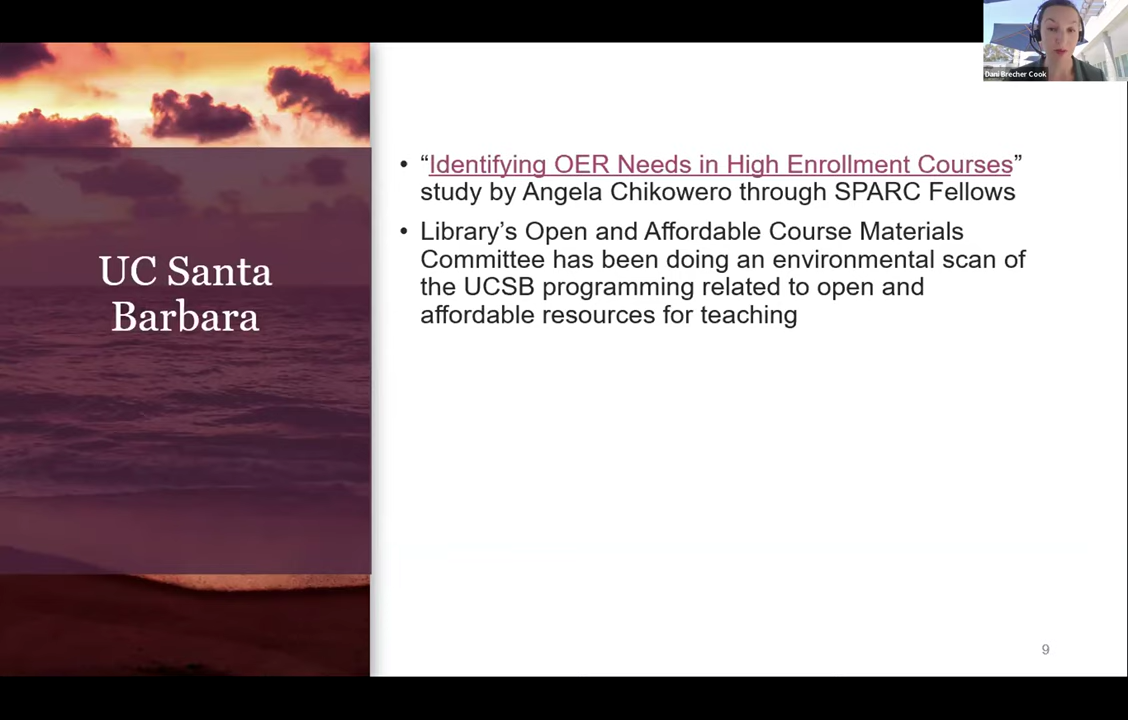 Dani Brecher Cook
UC Santa
Barbara
• “Identifying OER Needs in High Enrollment Courses”
study by Angela Chikowero through SPARC Fellows
• Library’s Open and Affordable Course Materials
Committee has been doing an environmental scan of
the UCSB programming related to open and
affordable resources for teaching
9